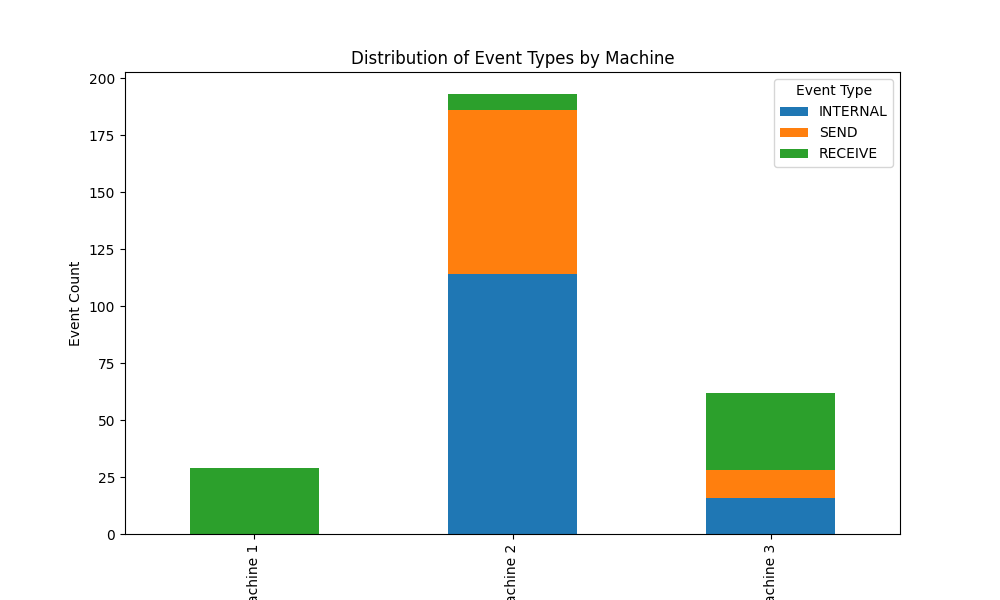 Distribution of Event Types by Machine
200
175
150
125
100
75
50
25
0
Event Count
Event Type
INTERNAL
SEND
RECEIVE
achine 1
achine 2
achine 3